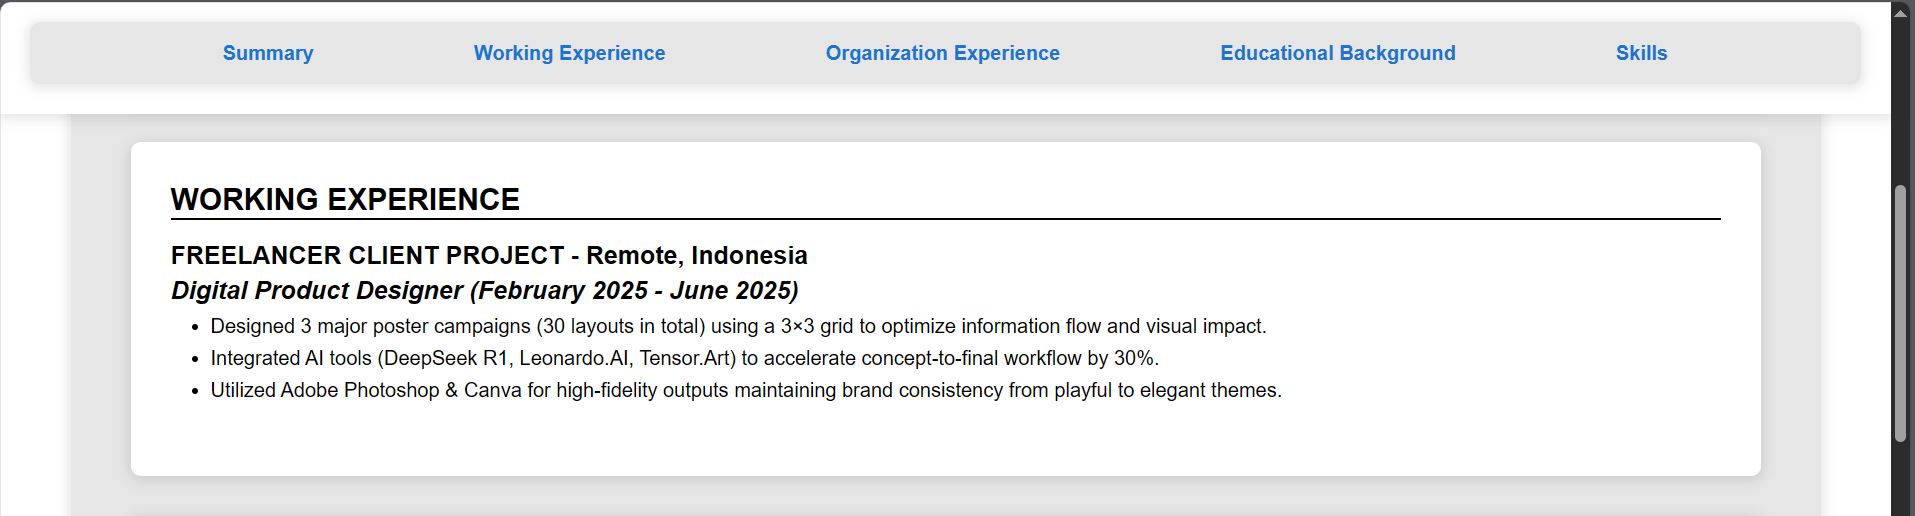 Summary Working Experience Organization Experience Educational Background Skills
WORKING EXPERIENCE
FREELANCER CLIENT PROJECT - Remote, Indonesia
Digital Product Designer (February 2025 - June 2025)
• Designed 3 major poster campaigns (30 layouts in total) using a 3×3 grid to optimize information flow and visual impact.
• Integrated AI tools (DeepSeek R1, Leonardo.AI, Tensor.Art) to accelerate concept-to-final workflow by 30%.
• Utilized Adobe Photoshop & Canva for high-fidelity outputs maintaining brand consistency from playful to elegant themes.